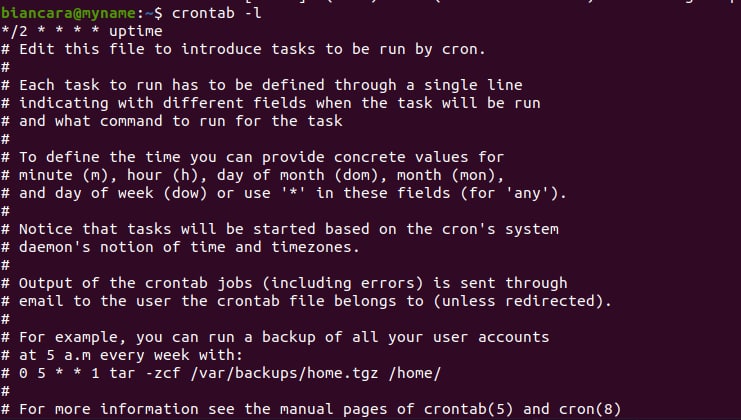 biancara@myname:~$ crontab -l
*/2 * * * * uptime
# Edit this file to introduce tasks to be run by cron.
#
# Each task to run has to be defined through a single line
# indicating with different fields when the task will be run
# and what command to run for the task
#
# To define the time you can provide concrete values for
# minute (m), hour (h), day of month (dom), month (mon),
# and day of week (dow) or use '*' in these fields (for 'any').
#
# Notice that tasks will be started based on the cron's system
# daemon's notion of time and timezones.
#
# Output of the crontab jobs (including errors) is sent through
# email to the user the crontab file belongs to (unless redirected).
#
# For example, you can run a backup of all your user accounts
# at 5 a.m every week with:
# 0 5 * * 1 tar -zcf /var/backups/home.tgz /home/
#
# For more information see the manual pages of crontab(5) and cron(8)